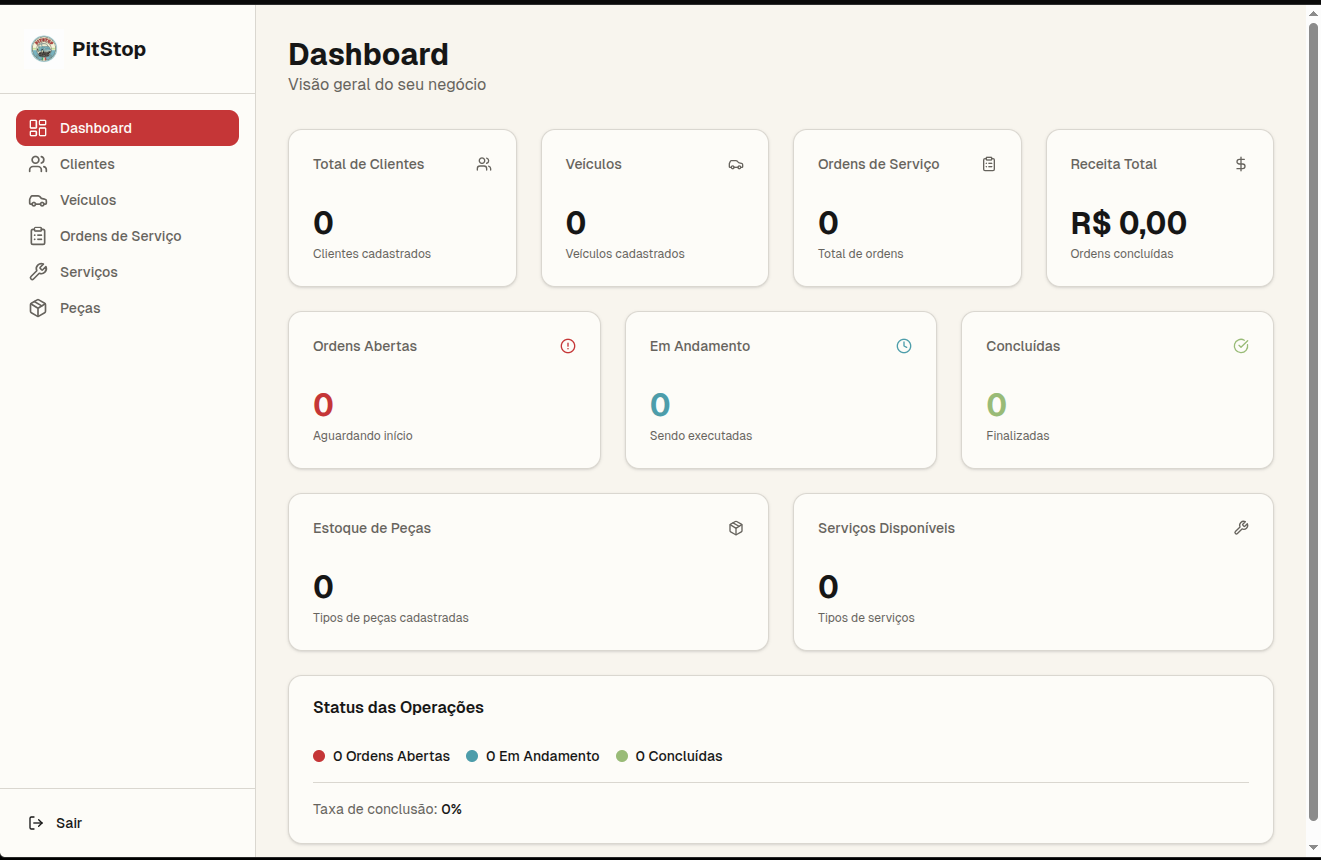 PitStop
Dashboard
Clientes
Veículos
Ordens de Serviço
Serviços
Peças
Sair
Dashboard
Visão geral do seu negócio
Total de Clientes
0
Clientes cadastrados
Veículos
0
Veículos cadastrados
Ordens de Serviço
0
Total de ordens
Receita Total
R$ 0,00
Ordens concluídas
Ordens Abertas
0
Aguardando início
Em Andamento
0
Sendo executadas
Concluídas
0
Finalizadas
Estoque de Peças
0
Tipos de peças cadastradas
Serviços Disponíveis
0
Tipos de serviços
Status das Operações
0 Ordens Abertas 0 Em Andamento 0 Concluídas
Taxa de conclusão: 0%